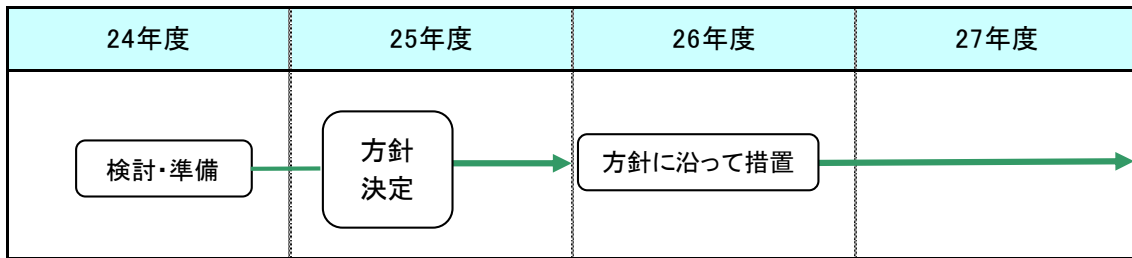 24年度
25年度
26年度
27年度
検討・準備
方針
決定
方針に沿って措置